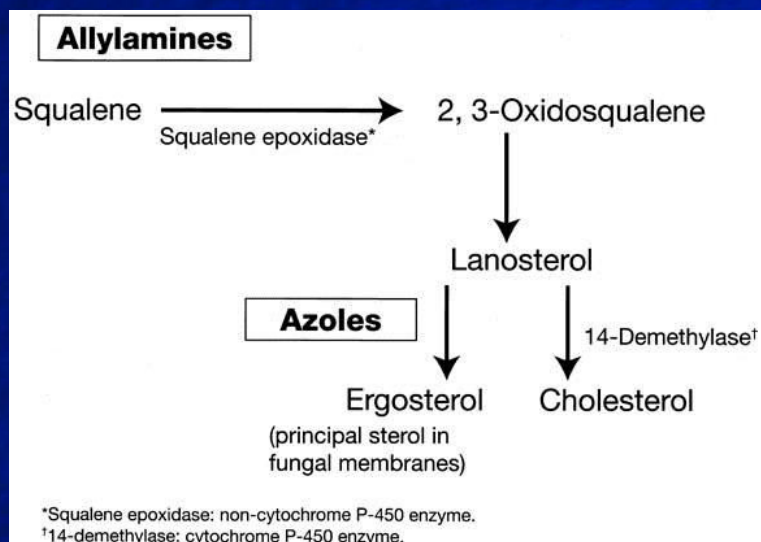 Allylamines
Squalene
2, 3-Oxidosqualene
Squalene epoxidase*
Lanosterol
Azoles
14-Demethylase†
Ergosterol
Cholesterol
(principal sterol in
fungal membranes)
*Squalene epoxidase: non-cytochrome P-450 enzyme.
†14-demethylase: cytochrome P-450 enzyme.